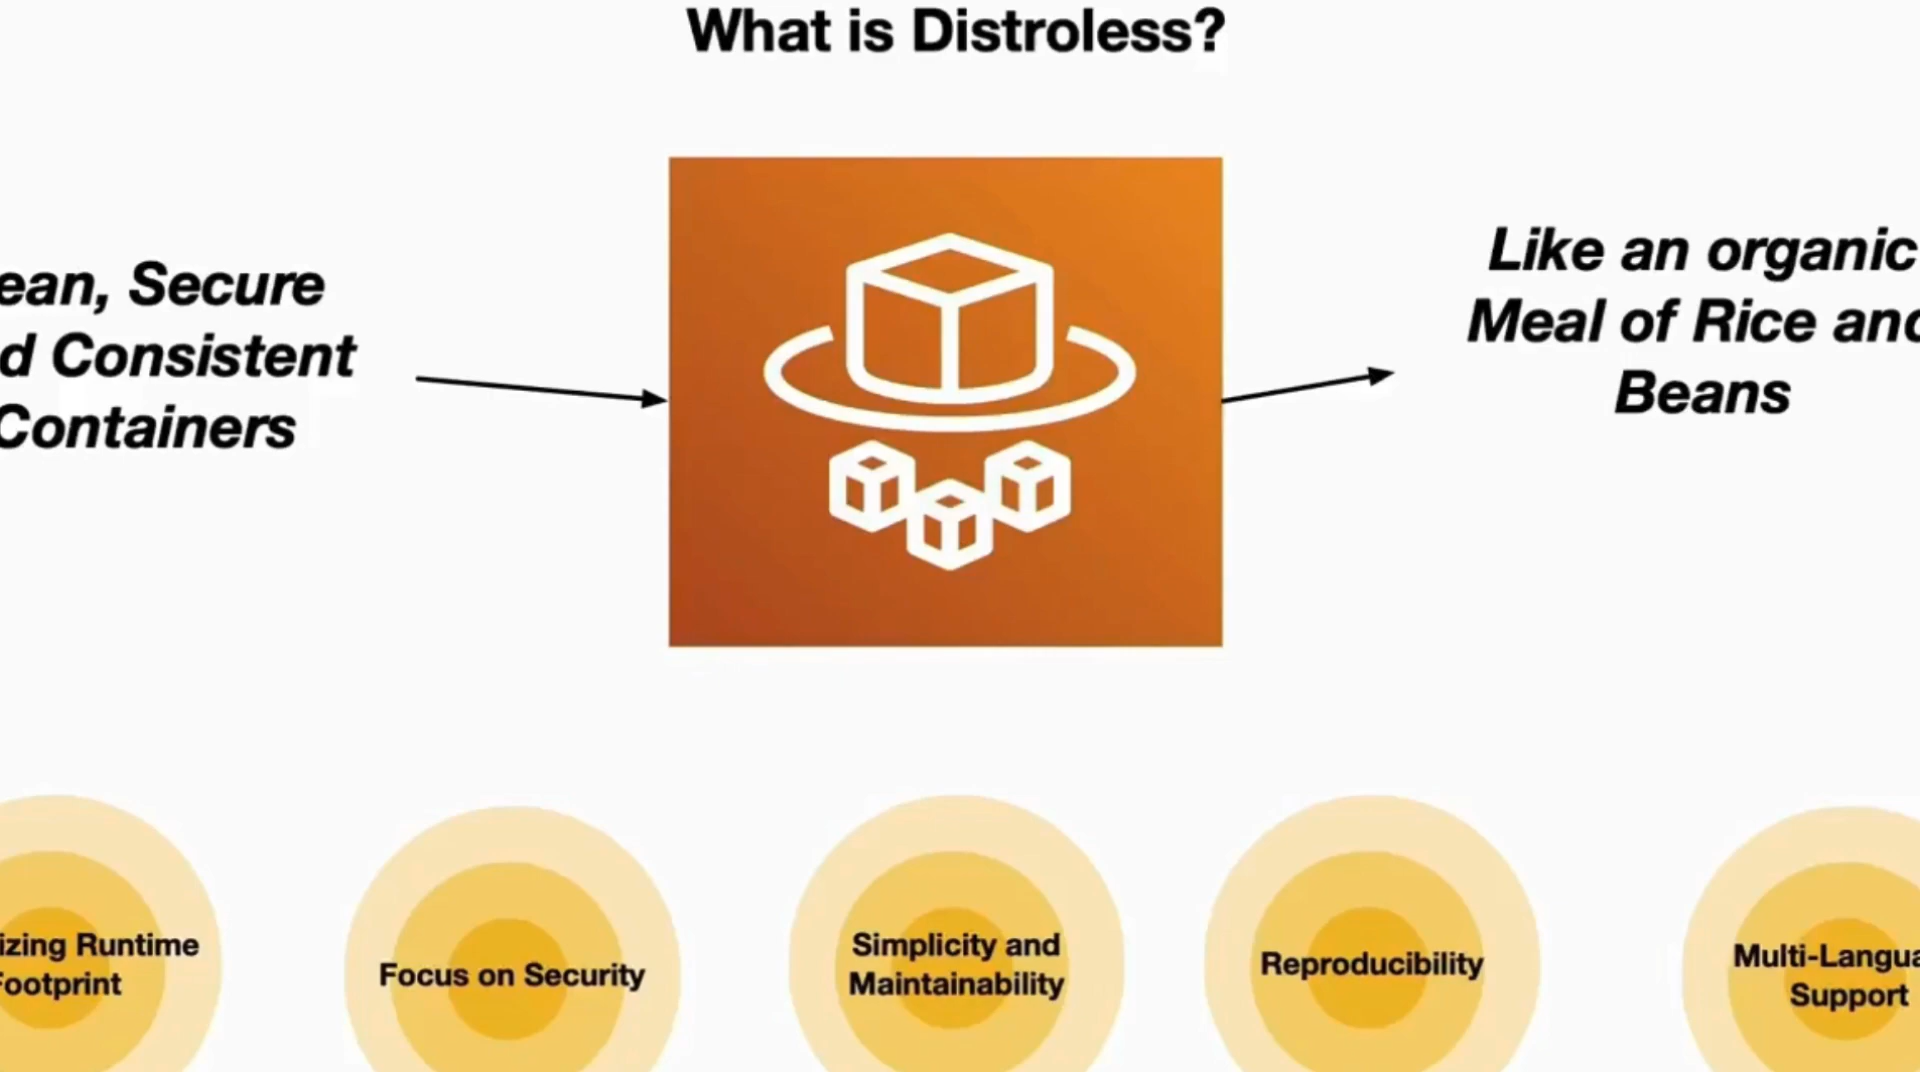 What is Distroless?
ean, Secure
d Consistent
Containers
Like an organic
Meal of Rice and
Beans
izing Runtime
Footprint
Focus on Security
Simplicity and
Maintainability
Reproducibility
Multi-Langua
Support